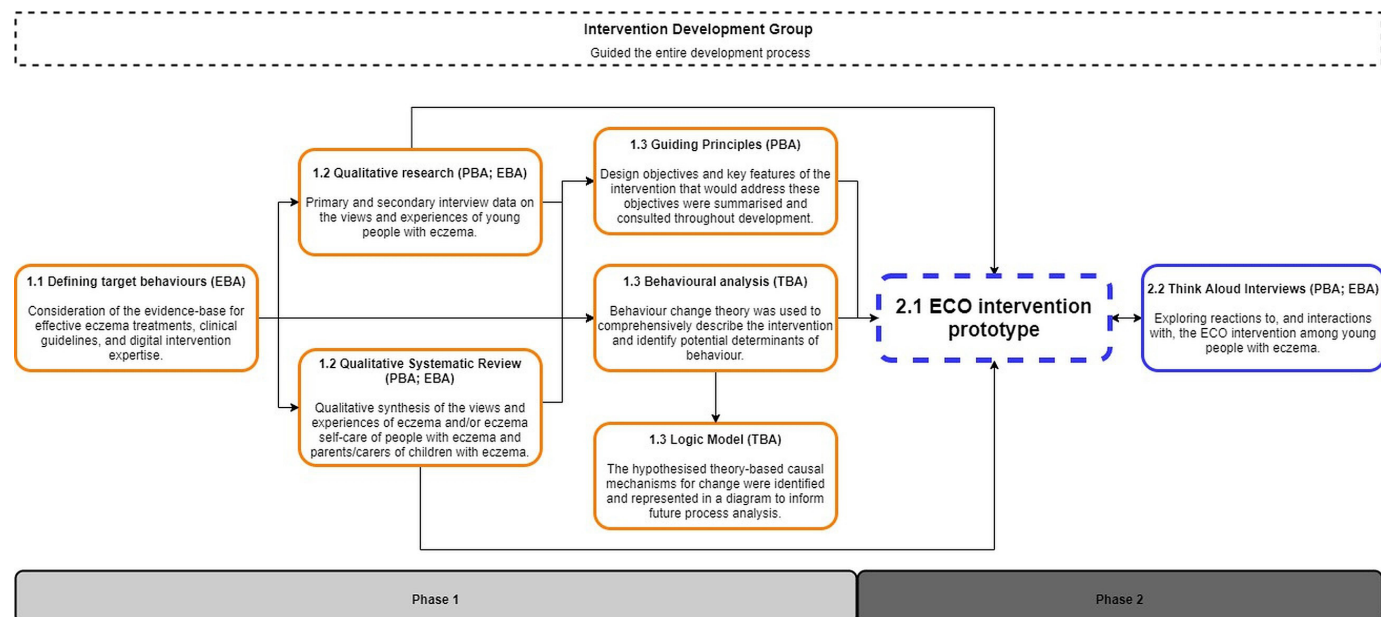 Intervention Development Group
Guided the entire development process
1.2 Qualitative research (PBA; EBA)
Primary and secondary interview data on
the views and experiences of young
people with eczema.
1.3 Guiding Principles (PBA)
Design objectives and key features of the
intervention that would address these
objectives were summarised and
consulted throughout development.
1.1 Defining target behaviours (EBA)
Consideration of the evidence-base for
effective eczema treatments, clinical
guidelines, and digital intervention
expertise.
1.3 Behavioural analysis (TBA)
Behaviour change theory was used to
comprehensively describe the intervention
and identify potential determinants of
behaviour.
2.1 ECO intervention
prototype
2.2 Think Aloud Interviews (PBA; EBA)
Exploring reactions to, and interactions
with, the ECO intervention among young
people with eczema.
1.2 Qualitative Systematic Review
(PBA; EBA)
Qualitative synthesis of the views and
experiences of eczema and/or eczema
self-care of people with eczema and
parents/carers of children with eczema.
1.3 Logic Model (TBA)
The hypothesised theory-based causal
mechanisms for change were identified
and represented in a diagram to inform
future process analysis.
Phase 1
Phase 2